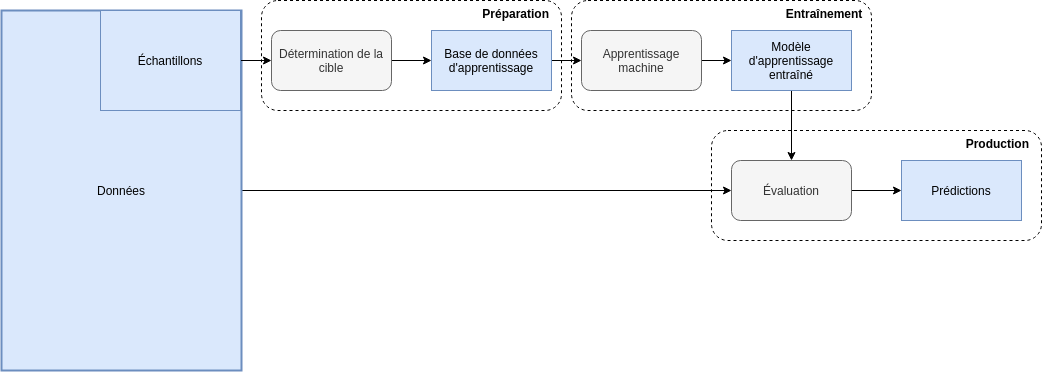 Préparation
Entraînement
Échantillons
Détermination de la
cible
Base de données
d'apprentissage
Apprentissage
machine
Modèle
d'apprentissage
entraîné
Production
Données
Évaluation
Prédictions